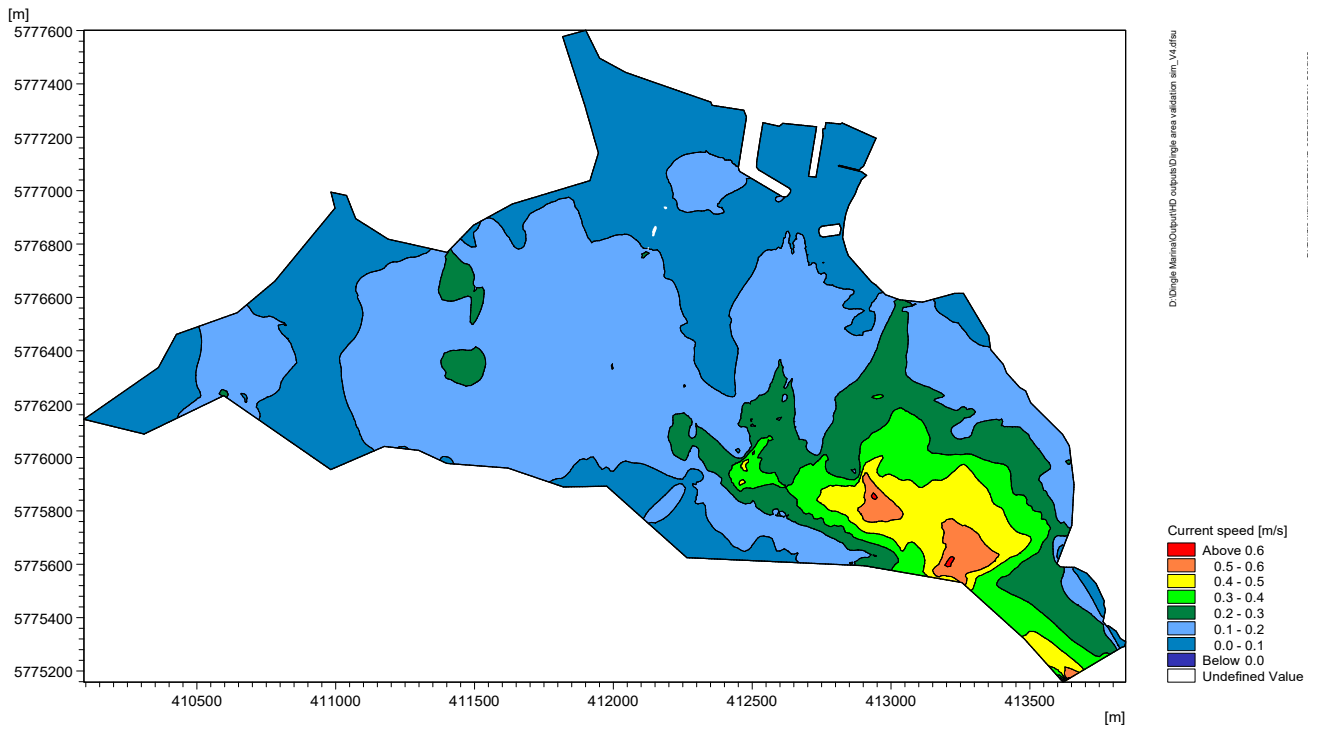 [m]
5777600
5777400
5777200
5777000
5776800
5776600
5776400
5776200
5776000
5775800
5775600
5775400
5775200
410500 411000 411500 412000 412500 413000 413500
[m]
D:\Dingle Marina\Output\HD outputs\Dingle area validation sim_V4.dfsu
Current speed [m/s]
Above 0.6
0.5 - 0.6
0.4 - 0.5
0.3 - 0.4
0.2 - 0.3
0.1 - 0.2
0.0 - 0.1
Below 0.0
Undefined Value